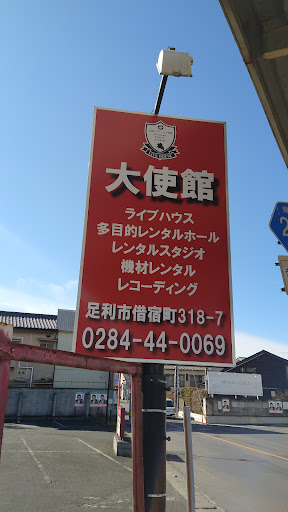 大使館
ライブハウス
多目的レンタルホール
レンタルスタジオ
機材レンタル
レコーディング
足利市借宿町318-7
0284-44-0069